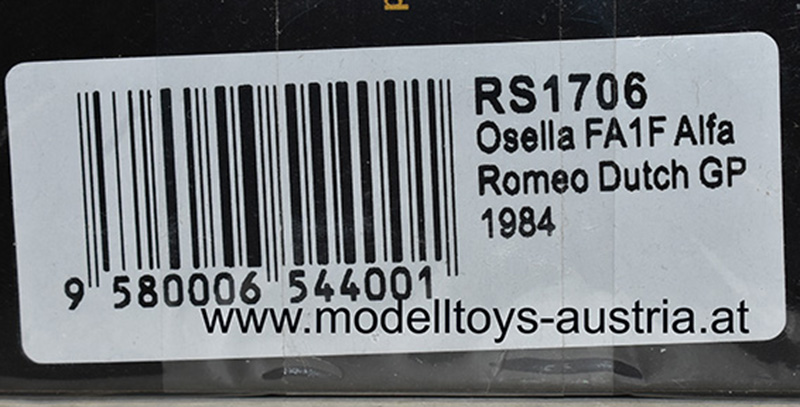 RS1706
Osella FA1F Alfa
Romeo Dutch GP
1984
9 580006 544001
www.modelltoys-austria.at